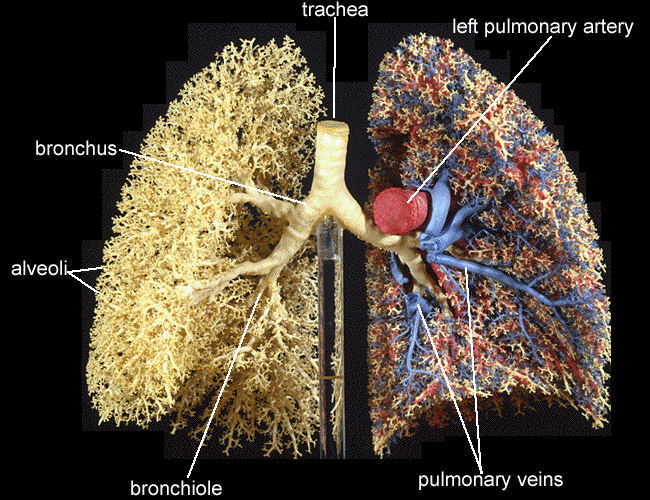 trachea
left pulmonary artery
bronchus
alveoli
bronchiole
pulmonary veins